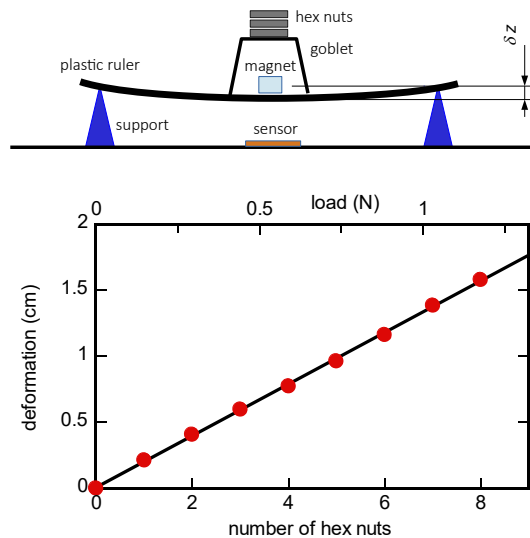 hex nuts
goblet
δ z
plastic ruler
magnet
support
sensor
load (N)
0 0.5 1
2
1.5
1
0.5
0
deformation (cm)
0 2 4 6 8
number of hex nuts